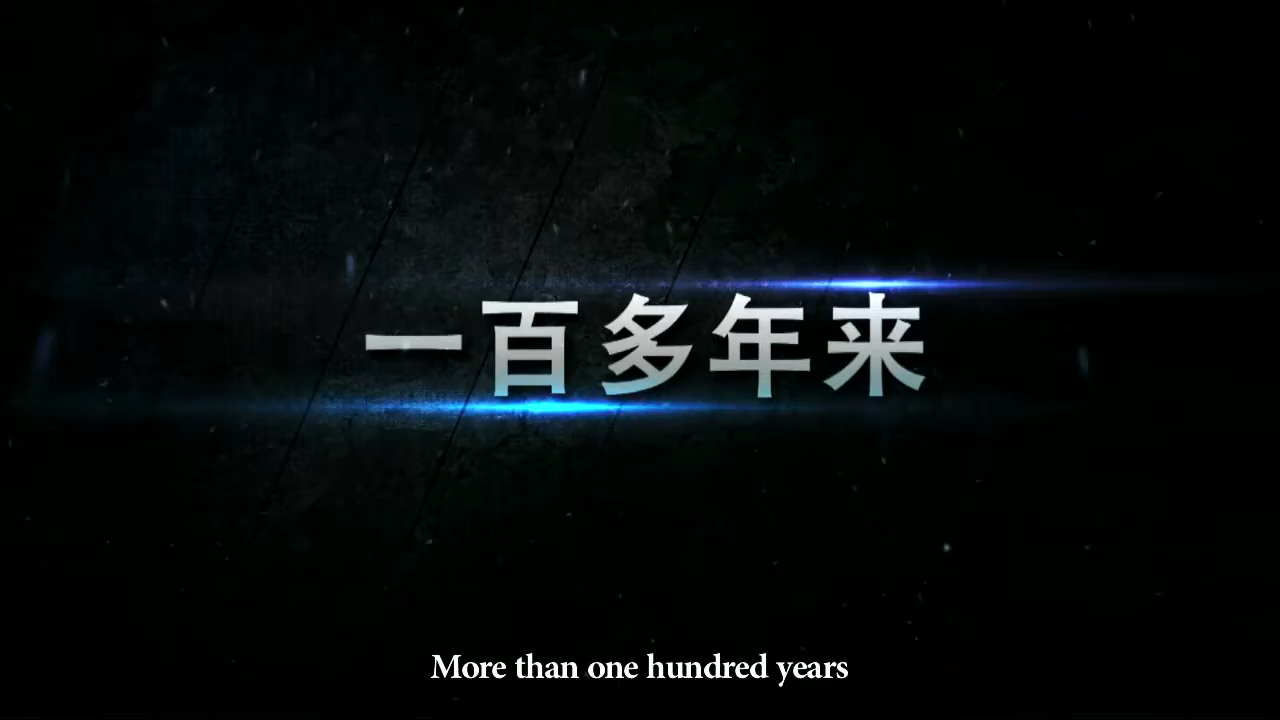 一百多年来
More than one hundred years